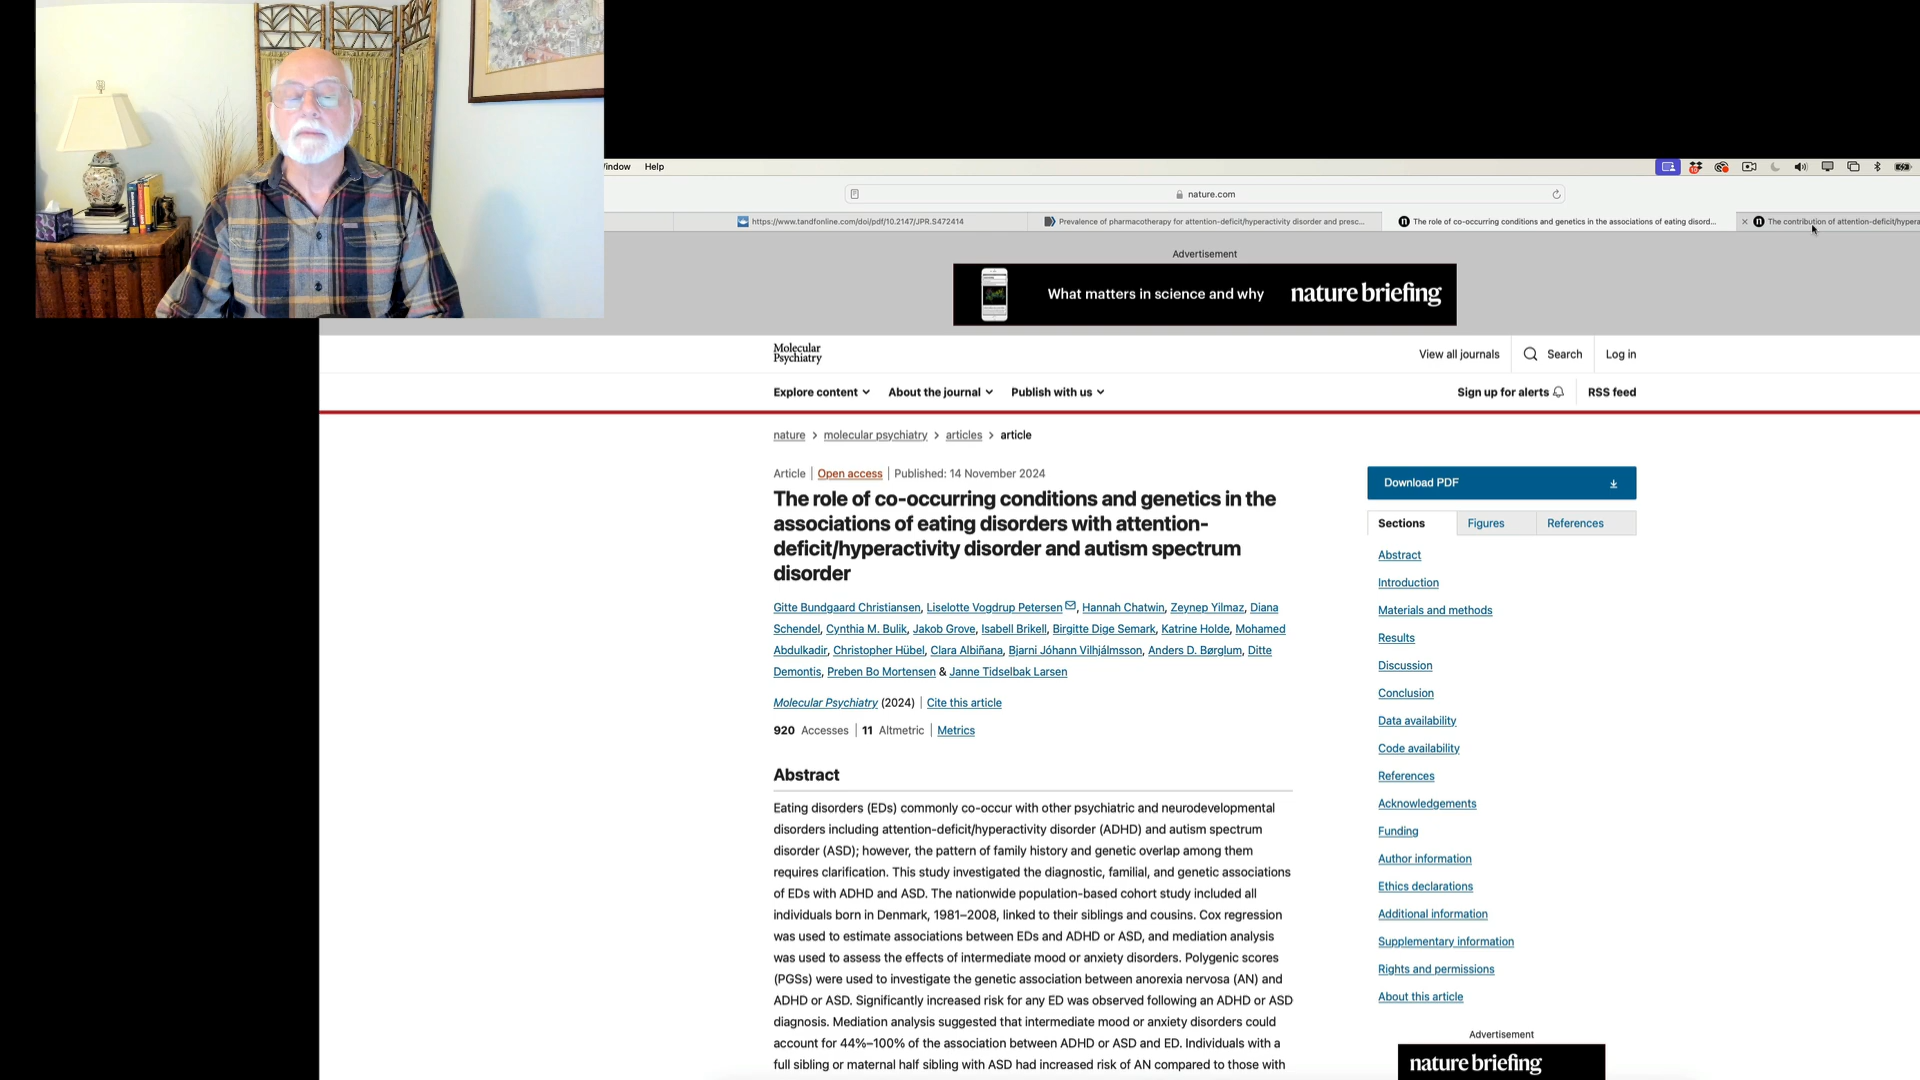 indow Help
nature.com
https://www.tandfonline.com/doi/pdf/10.2147/JPR.S472414
Prevalence of pharmacotherapy for attention-deficit/hyperactivity disorder and presc...
The role of co-occurring conditions and genetics in the associations of eating disord...
The contribution of attention-deficit/hypera
Advertisement
What matters in science and why nature briefing
Molecular
Psychiatry
View all journals Search Log in
Explore content About the journal Publish with us
Sign up for alerts RSS feed
nature > molecular psychiatry > articles > article
Article | Open access | Published: 14 November 2024
The role of co-occurring conditions and genetics in the
associations of eating disorders with attention-
deficit/hyperactivity disorder and autism spectrum
disorder
Gitte Bundgaard Christiansen, Liselotte Vogdrup Petersen, Hannah Chatwin, Zeynep Yilmaz, Diana
Schendel, Cynthia M. Bulik, Jakob Grove, Isabell Brikell, Birgitte Dige Semark, Katrine Holde, Mohamed
Abdulkadir, Christopher Hübel, Clara Albiñana, Bjarni Jóhann Vilhjálmsson, Anders D. Børglum, Ditte
Demontis, Preben Bo Mortensen & Janne Tidselbak Larsen
Molecular Psychiatry (2024) | Cite this article
920 Accesses | 11 Altmetric | Metrics
Abstract
Eating disorders (EDs) commonly co-occur with other psychiatric and neurodevelopmental
disorders including attention-deficit/hyperactivity disorder (ADHD) and autism spectrum
disorder (ASD); however, the pattern of family history and genetic overlap among them
requires clarification. This study investigated the diagnostic, familial, and genetic associations
of EDs with ADHD and ASD. The nationwide population-based cohort study included all
individuals born in Denmark, 1981–2008, linked to their siblings and cousins. Cox regression
was used to estimate associations between EDs and ADHD or ASD, and mediation analysis
was used to assess the effects of intermediate mood or anxiety disorders. Polygenic scores
(PGSs) were used to investigate the genetic association between anorexia nervosa (AN) and
ADHD or ASD. Significantly increased risk for any ED was observed following an ADHD or ASD
diagnosis. Mediation analysis suggested that intermediate mood or anxiety disorders could
account for 44%–100% of the association between ADHD or ASD and ED. Individuals with a
full sibling or maternal half sibling with ASD had increased risk of AN compared to those with
Download PDF
Sections Figures References
Abstract
Introduction
Materials and methods
Results
Discussion
Conclusion
Data availability
Code availability
References
Acknowledgements
Funding
Author information
Ethics declarations
Additional information
Supplementary information
Rights and permissions
About this article
Advertisement
nature briefing